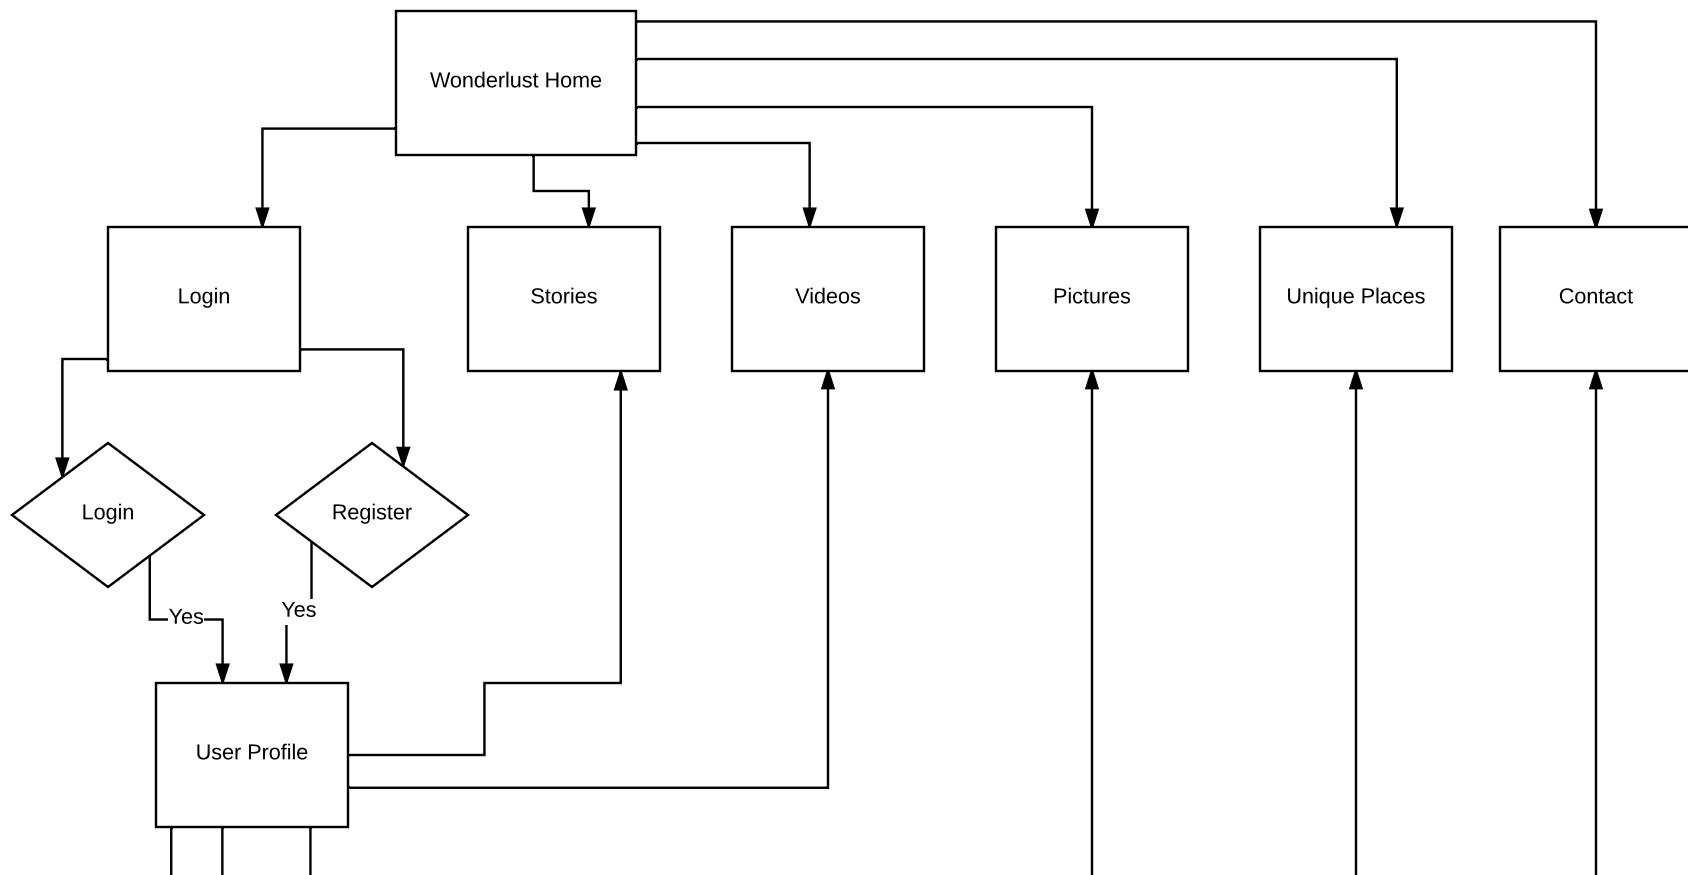 Wonderlust Home
Login
Stories
Videos
Pictures
Unique Places
Contact
Login
Register
Yes
Yes
User Profile